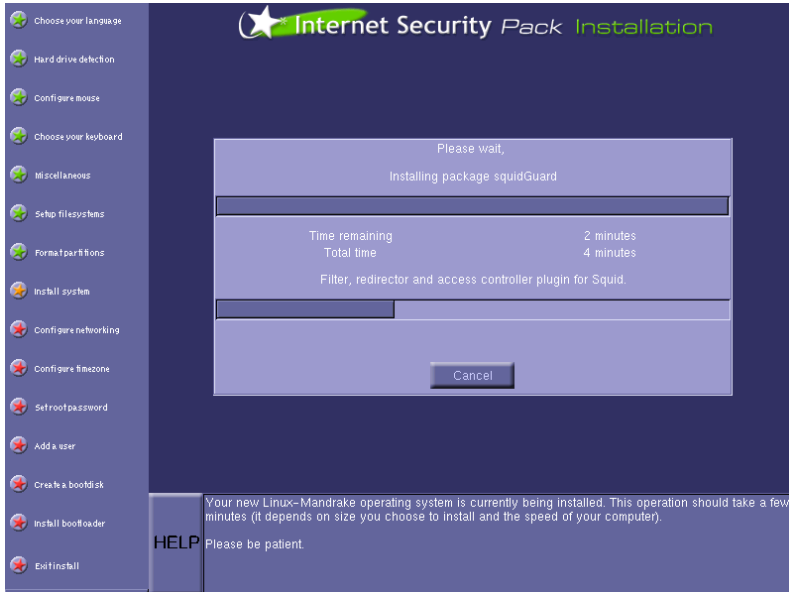 Internet Security Pack Installation
Choose your language
Hard drive detection
Configure mouse
Choose your keyboard
Miscellaneous
Setup filesystems
Format partitions
Install system
Configure networking
Configure timezone
Set root password
Add a user
Create a bootdisk
Install bootloader
Exit install
Please wait,
Installing package squidGuard
Time remaining 2 minutes
Total time 4 minutes
Filter, redirector and access controller plugin for Squid.
Cancel
HELP
Your new Linux-Mandrake operating system is currently being installed. This operation should take a few
minutes (it depends on size you choose to install and the speed of your computer).
Please be patient.